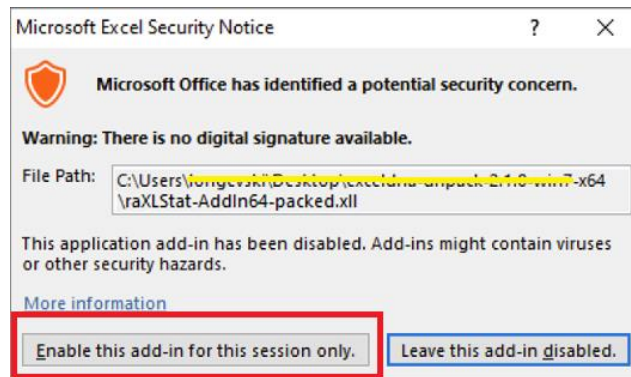 Microsoft Excel Security Notice ? X
Microsoft Office has identified a potential security concern.
Warning: There is no digital signature available.
File Path: C:\Users\ -x64
\raXLStat-AddIn64-packed.xll
This application add-in has been disabled. Add-ins might contain viruses
or other security hazards.
More information
Enable this add-in for this session only. Leave this add-in disabled.